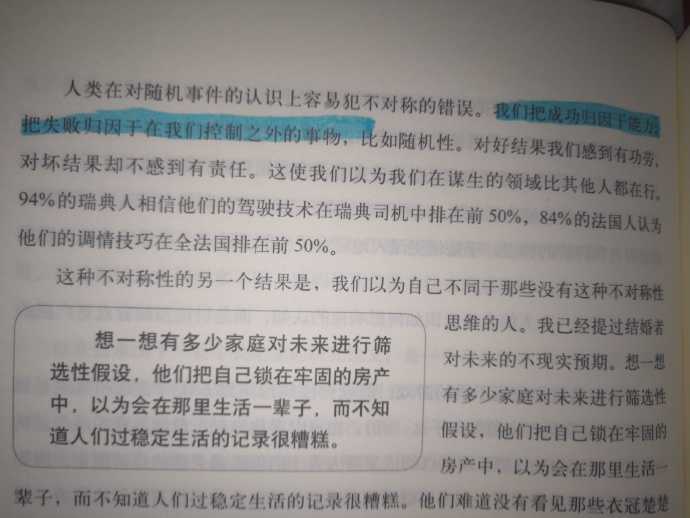 人类在对随机事件的认识上容易犯不对称的错误。我们把成功归因于能力，
把失败归因于在我们控制之外的事物，比如随机性。对好结果我们感到有功劳，
对坏结果却不感到有责任。这使我们以为我们在谋生的领域比其他人都在行。
94%的瑞典人相信他们的驾驶技术在瑞典司机中排在前50%，84%的法国人认为
他们的调情技巧在全法国排在前50%。
这种不对称性的另一个结果是，我们以为自己不同于那些没有这种不对称性
思维的人。我已经提过结婚者
对未来的不现实预期。想一想
有多少家庭对未来进行筛选性
假设，他们把自己锁在牢固的
房产中，以为会在那里生活一
想一想有多少家庭对未来进行筛
选性假设，他们把自己锁在牢固的房产
中，以为会在那里生活一辈子，而不知
道人们过稳定生活的记录很糟糕。
辈子，而不知道人们过稳定生活的记录很糟糕。他们难道没有看见那些衣冠楚楚